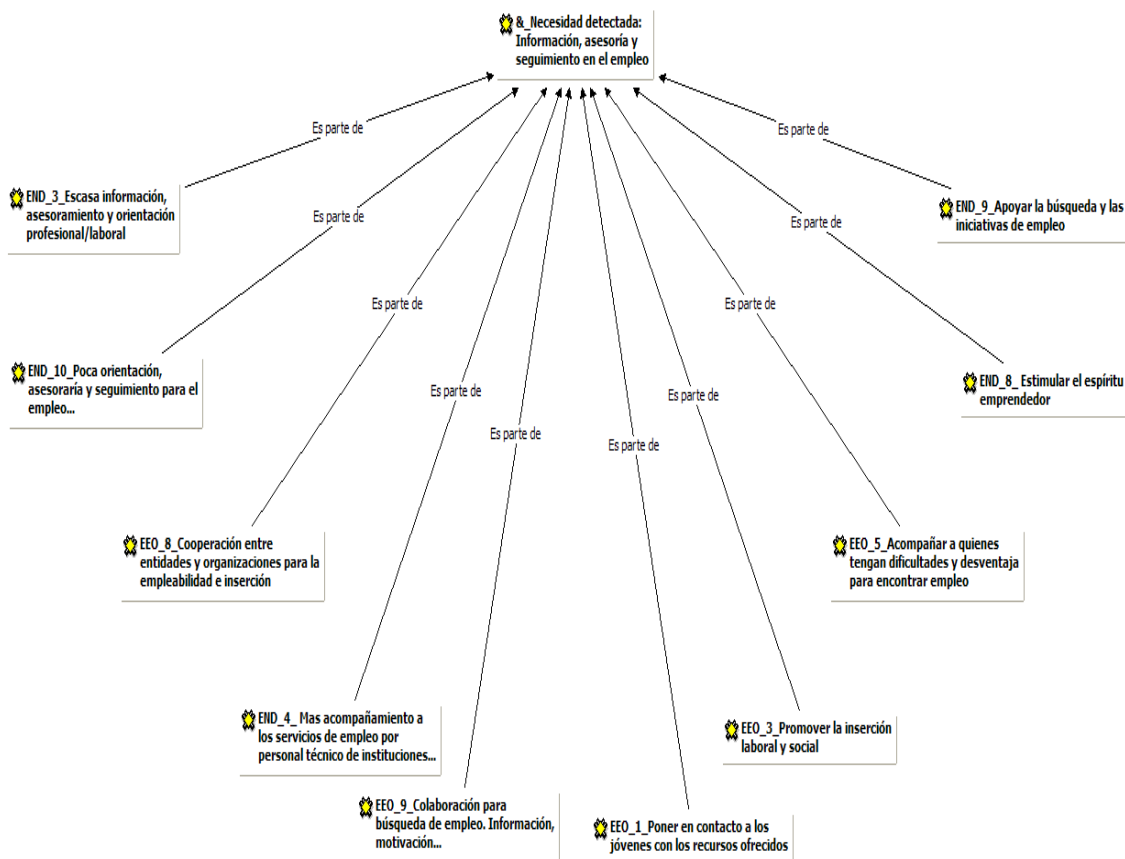 &_Necesidad detectada:
Información, asesoría y
seguimiento en el empleo
Es parte de
Es parte de
END_3_Escasa información,
asesoramiento y orientación
profesional/laboral
END_9_Apoyar la búsqueda y las
iniciativas de empleo
Es parte de
Es parte de
Es parte de
Es parte de
END_10_Poca orientación,
asesoraría y seguimiento para el
empleo...
END_8_ Estimular el espíritu
emprendedor
Es parte de
Es parte de
Es parte de
Es parte de
EEO_8_Cooperación entre
entidades y organizaciones para la
empleabilidad e inserción
EEO_5_Acompañar a quienes
tengan dificultades y desventaja
para encontrar empleo
END_4_ Mas acompañamiento a
los servicios de empleo por
personal técnico de instituciones...
EEO_3_Promover la inserción
laboral y social
EEO_9_Colaboración para
búsqueda de empleo. Información,
motivación...
EEO_1_Poner en contacto a los
jóvenes con los recursos ofrecidos